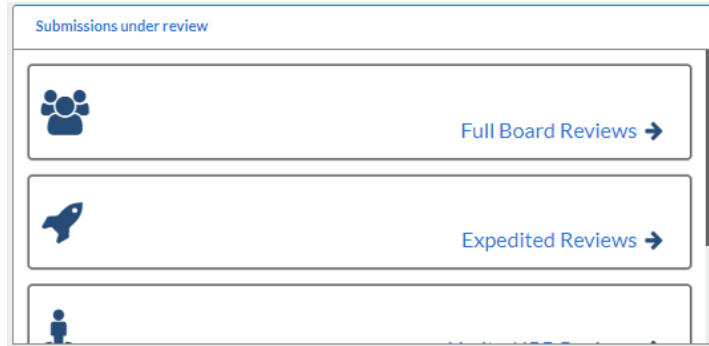 Submissions under review
Full Board Reviews
Expedited Reviews